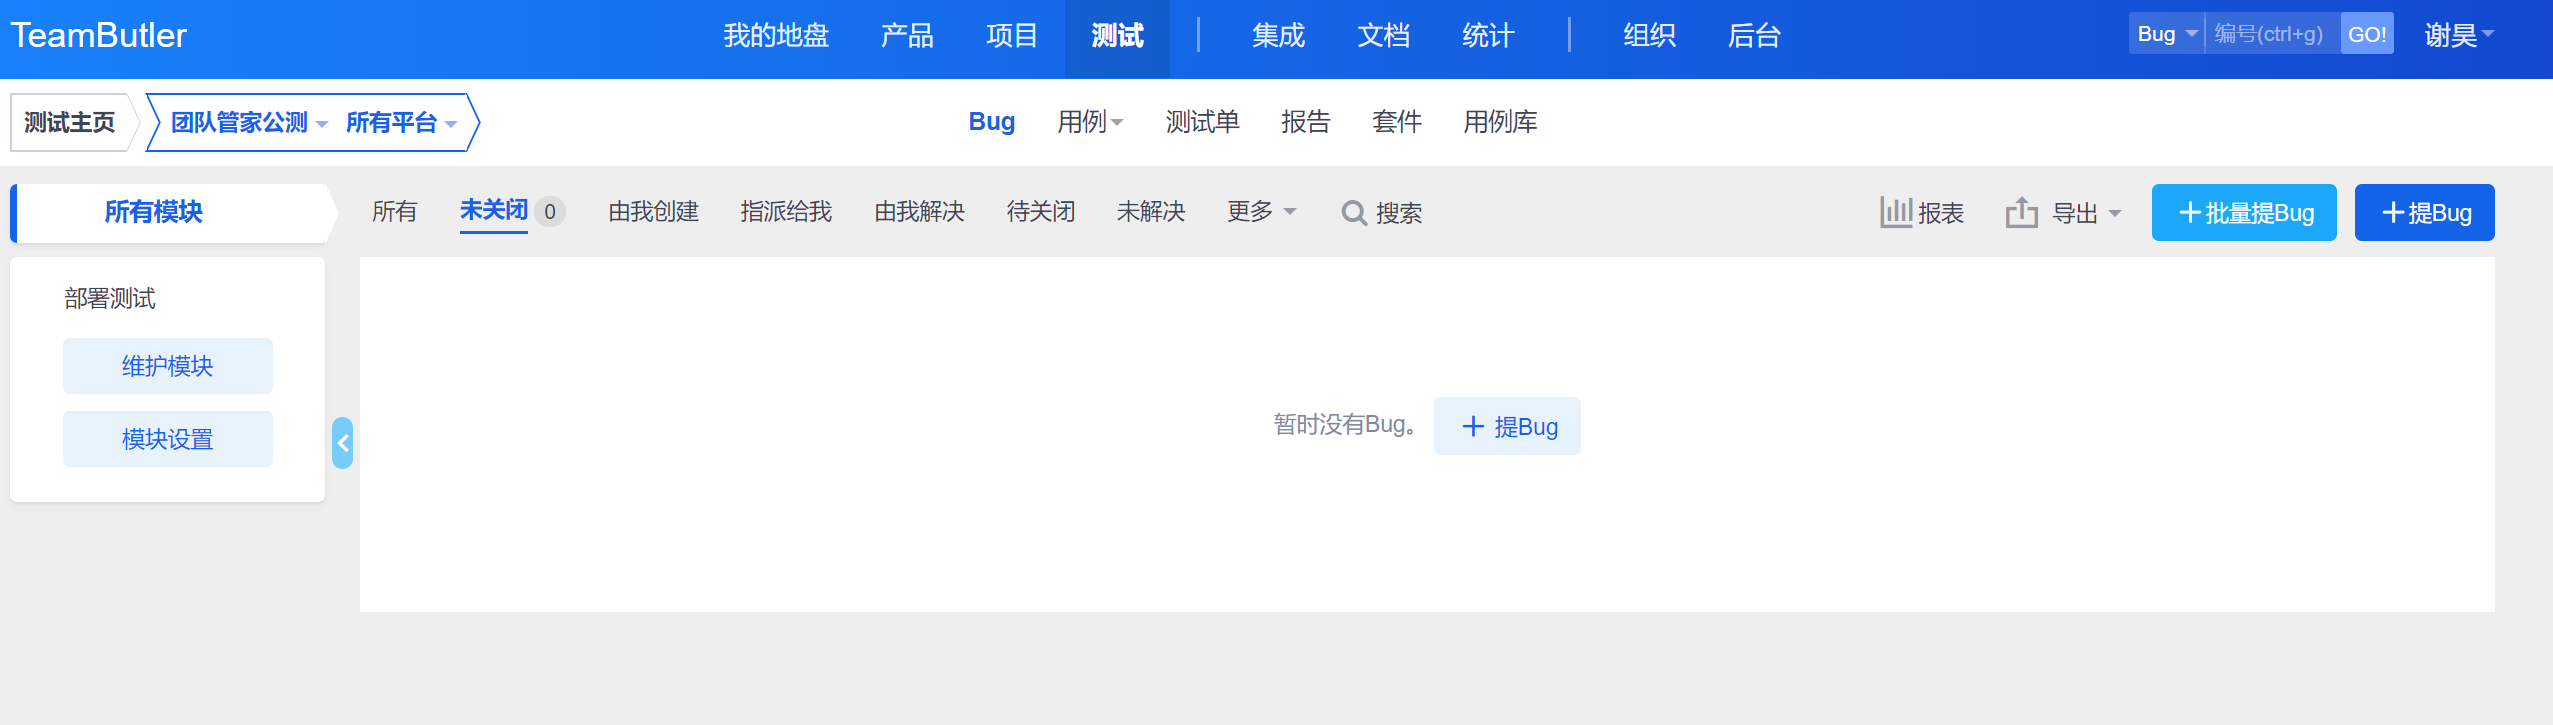 TeamButler 我的地盘 产品 项目 测试 集成 文档 统计 组织 后台 Bug 编号(ctrl+g) GO! 谢昊
测试主页 团队管家公测 所有平台 Bug 用例 测试单 报告 套件 用例库
所有模块 所有 未关闭 0 由我创建 指派给我 由我解决 待关闭 未解决 更多 搜索 报表 导出 批量提Bug 提Bug
部署测试
维护模块
暂时没有Bug。 提Bug
模块设置